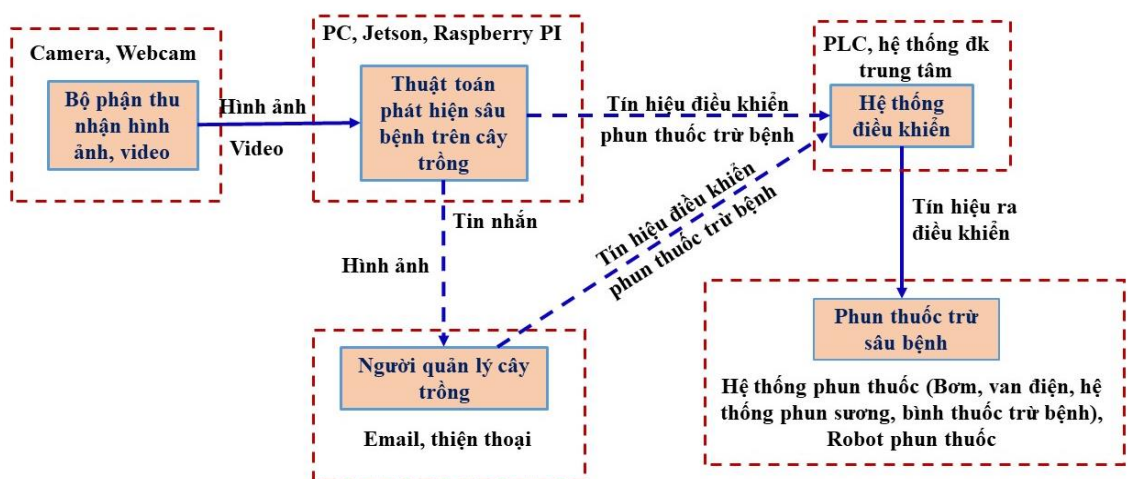 Camera, Webcam
Bộ phận thu
nhận hình
ảnh, video
Hình ảnh
Video
PC, Jetson, Raspberry PI
Thuật toán
phát hiện sâu
bệnh trên cây
trồng
Tín hiệu điều khiển
phun thuốc trừ bệnh
PLC, hệ thống đk
trung tâm
Hệ thống
điều khiển
Tin nhắn
Hình ảnh
Tín hiệu điều khiển
phun thuốc trừ bệnh
Tín hiệu ra
điều khiển
Người quản lý cây
trồng
Email, thiện thoại
Phun thuốc trừ
sâu bệnh
Hệ thống phun thuốc (Bơm, van điện, hệ
thống phun sương, bình thuốc trừ bệnh),
Robot phun thuốc